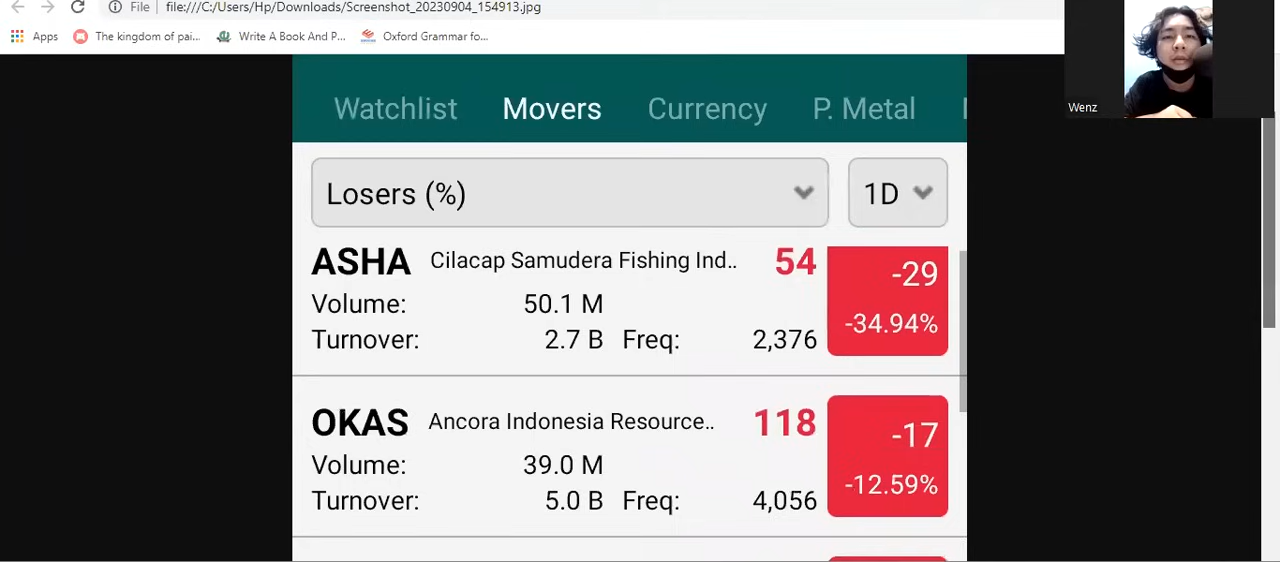 File file:///C:/Users/Hp/Downloads/Screenshot_20230904_154913.jpg
Apps The kingdom of pai... Write A Book And P... Oxford Grammar fo...
Wenz
Watchlist Movers Currency P. Metal
Losers (%) 1D
ASHA Cilacap Samudera Fishing Ind.. 54 -29
Volume: 50.1 M
-34.94%
Turnover: 2.7 B Freq: 2,376
OKAS Ancora Indonesia Resource.. 118 -17
Volume: 39.0 M
-12.59%
Turnover: 5.0 B Freq: 4,056